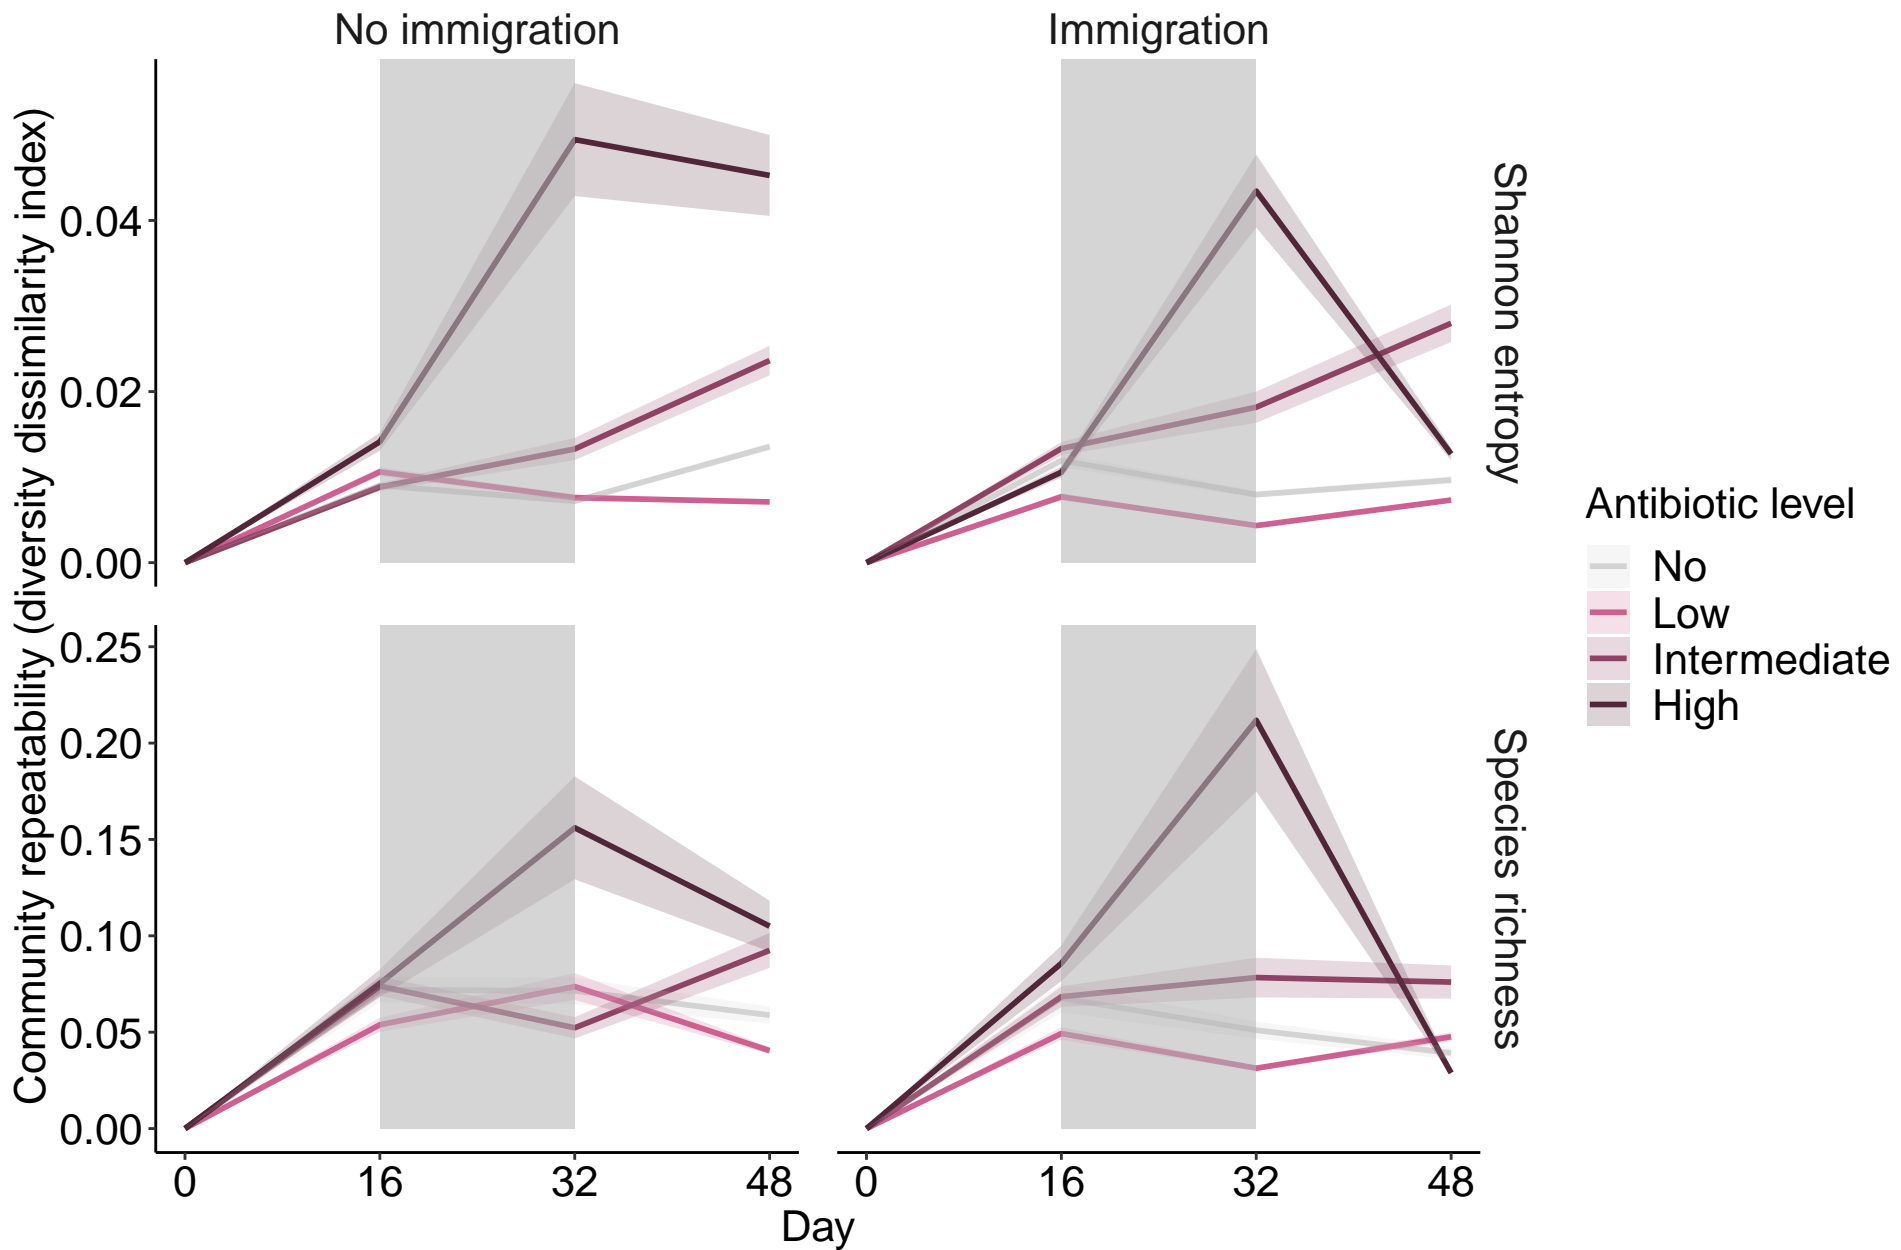 No immigration
Immigration
Community repeatability (diversity dissimilarity index)
0.04
0.02
0.00
Shannon entropy
0.25
0.20
0.15
0.10
0.05
0.00
Species richness
0
16
32
48
0
16
32
48
Day
Antibiotic level
No
Low
Intermediate
High